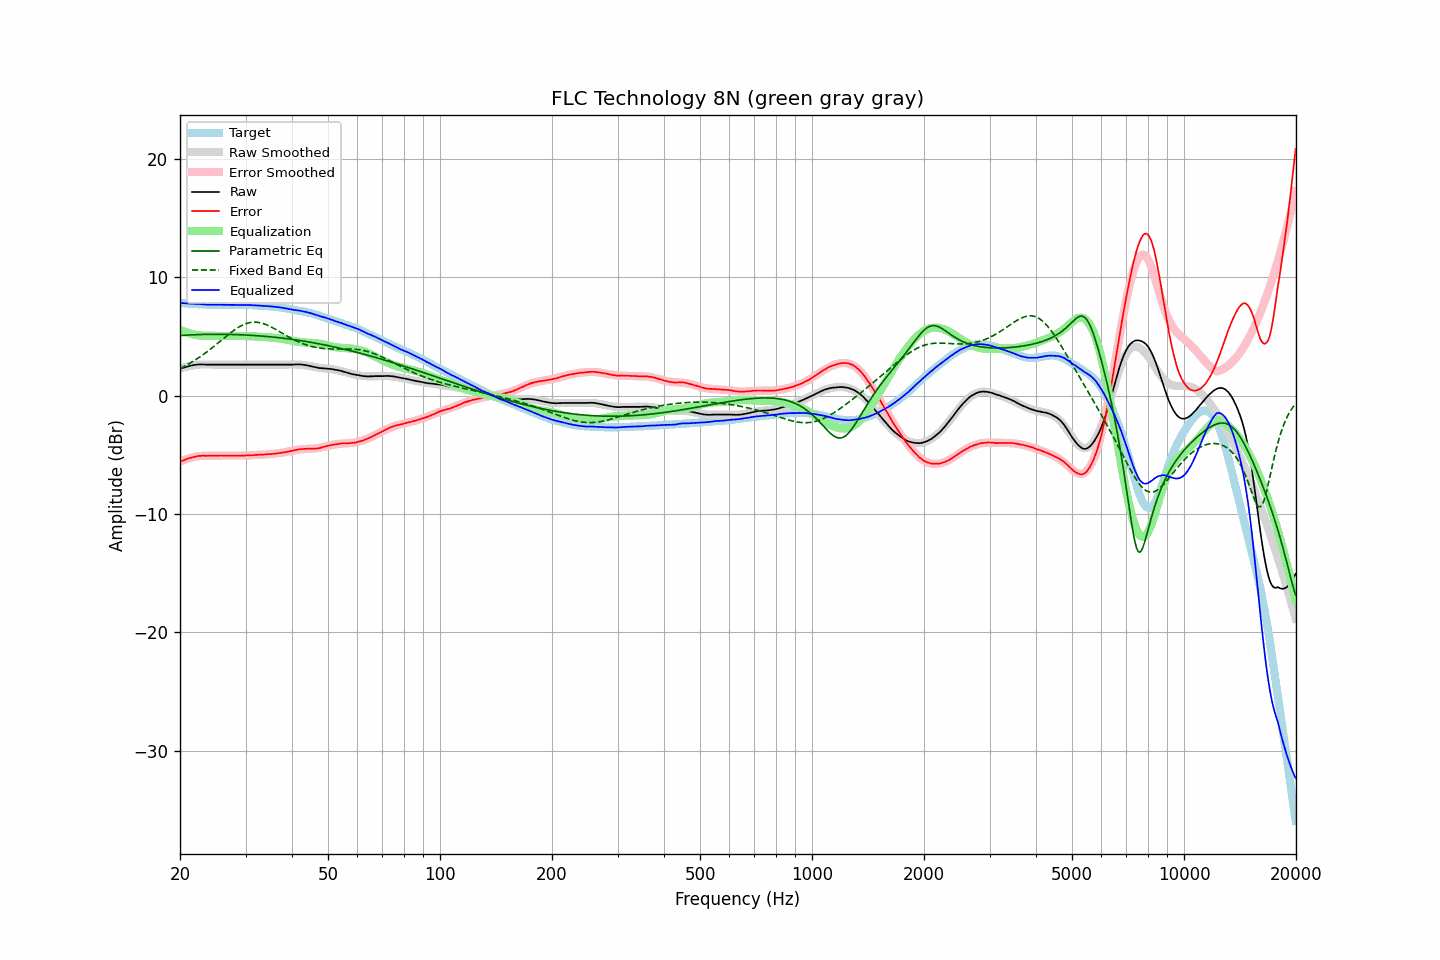 FLC Technology 8N (green gray gray)
Target
Raw Smoothed
Error Smoothed
Raw
Error
Equalization
Parametric Eq
Fixed Band Eq
Equalized
20
10
0
−10
−20
−30
Amplitude (dBr)
20 50 100 200 500 1000 2000 5000 10000 20000
Frequency (Hz)